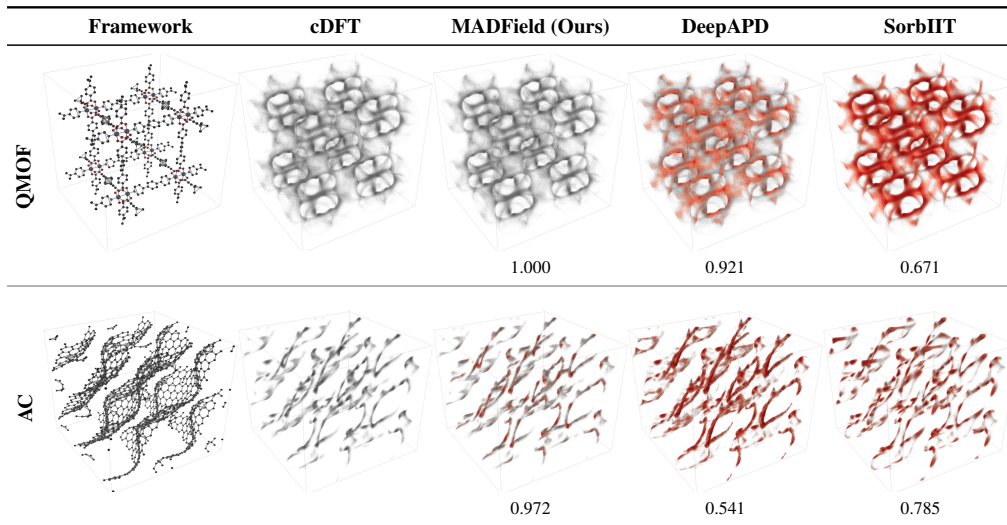 Framework cDFT MADField (Ours) DeepAPD SorbIIT
QMOF
1.000 0.921 0.671
AC
0.972 0.541 0.785